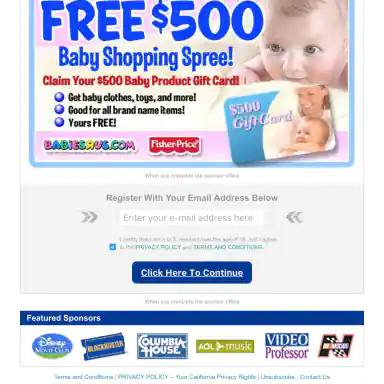 FREE $500
Baby Shopping Spree!
Claim Your $500 Baby Product Gift Card!
Get baby clothes, toys, and more!
Good for all brand name items!
Yours FREE!
$500
Gift Card
BABIESRUS.COM Fisher-Price
When you complete the sponsor offers
Register With Your Email Address Below
Enter your e-mail address here
I certify that I am a U.S. resident over the age of 18, and I agree
to the PRIVACY POLICY and TERMS AND CONDITIONS.
Click Here To Continue
When you complete the sponsor offers
Featured Sponsors
Disney MOVIE CLUB
BLOCKBUSTER
COLUMBIA HOUSE
AOL music
VIDEO Professor
NASCAR
Terms and Conditions | PRIVACY POLICY – Your California Privacy Rights | Unsubscribe | Contact Us